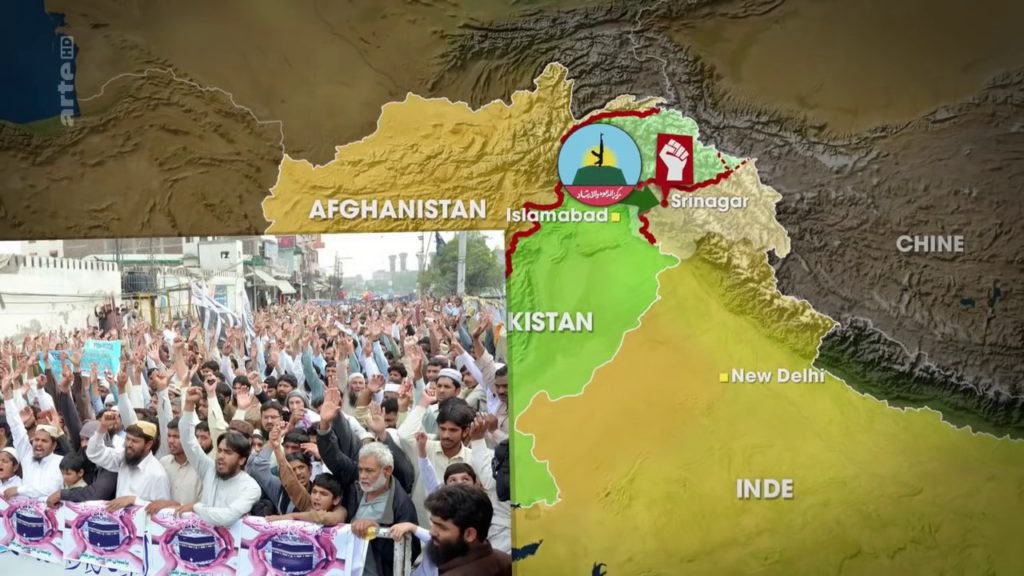 arte HD
AFGHANISTAN
Islamabad
Srinagar
CHINE
KISTAN
New Delhi
INDE